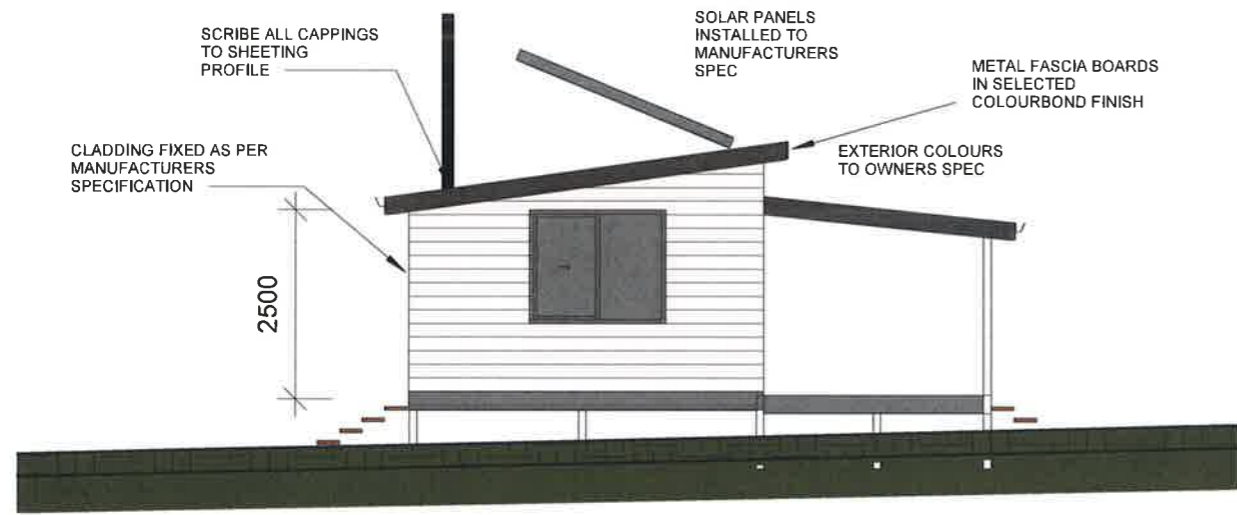 SCRIBE ALL CAPPINGS
TO SHEETING
PROFILE
SOLAR PANELS
INSTALLED TO
MANUFACTURERS
SPEC
METAL FASCIA BOARDS
IN SELECTED
COLOURBOND FINISH
CLADDING FIXED AS PER
MANUFACTURERS
SPECIFICATION
EXTERIOR COLOURS
TO OWNERS SPEC
2500